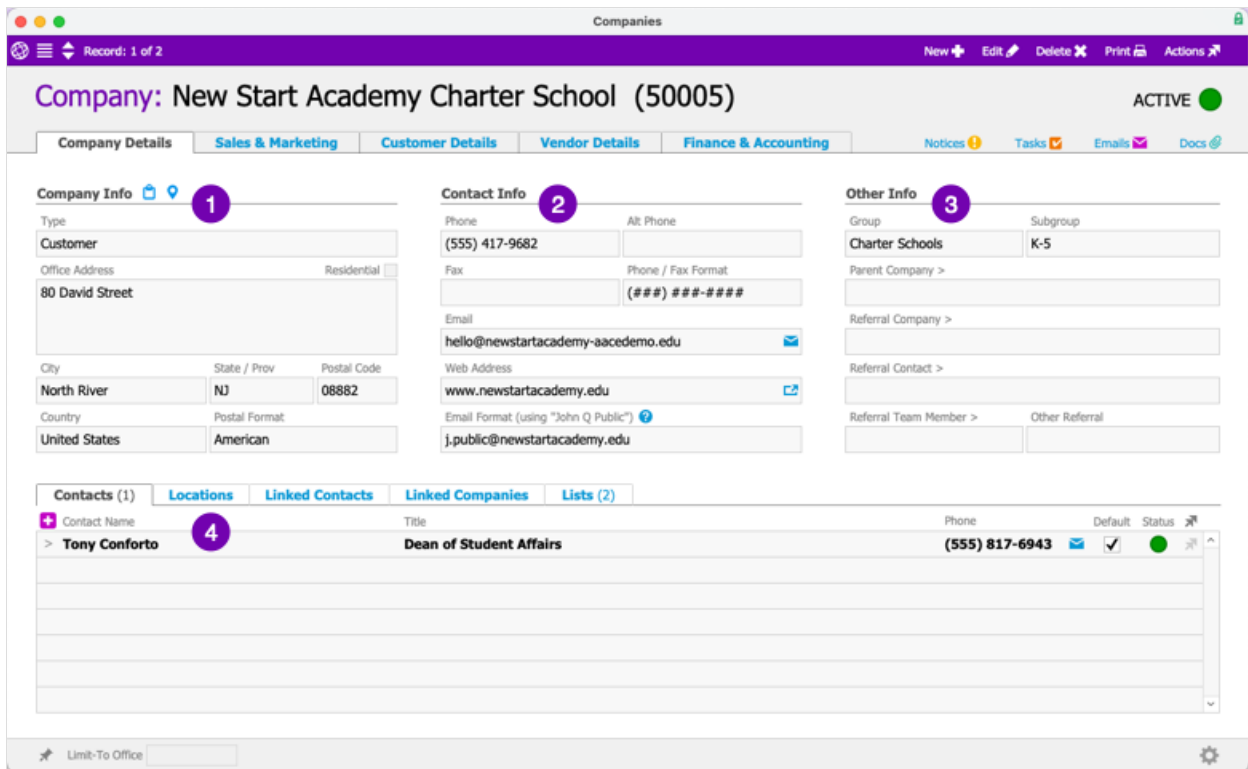 Companies
Record: 1 of 2 New Edit Delete Print Actions
Company: New Start Academy Charter School (50005) ACTIVE
Company Details Sales & Marketing Customer Details Vendor Details Finance & Accounting Notices Tasks Emails Docs
Company Info 1 Contact Info 2 Other Info 3
Type Phone Alt Phone Group Subgroup
Customer (555) 417-9682 Charter Schools K-5
Office Address Residential Fax Phone / Fax Format Parent Company >
80 David Street (###) ###-####
Email Referral Company >
hello@newstartacademy-aacedemo.edu
City State / Prov Postal Code Web Address Referral Contact >
North River NJ 08882 www.newstartacademy.edu
Country Postal Format Email Format (using "John Q Public") ? Referral Team Member > Other Referral
United States American j.public@newstartacademy.edu
Contacts (1) Locations Linked Contacts Linked Companies Lists (2)
Contact Name 4 Title Phone Default Status
> Tony Conforto Dean of Student Affairs (555) 817-6943
Limit-To Office